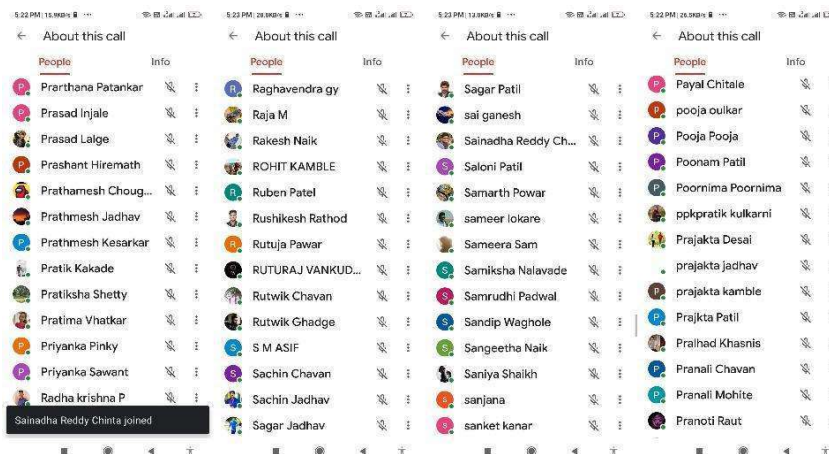 5:22 PM | 15.9KB/s
About this call
People Info
Prarthana Patankar
Prasad Injale
Prasad Lalge
Prashant Hiremath
Prathamesh Choug...
Prathmesh Jadhav
Prathmesh Kesarkar
Pratik Kakade
Pratiksha Shetty
Pratima Vhatkar
Priyanka Pinky
Priyanka Sawant
Radha krishna P
Sainadha Reddy Chinta joined
5:23 PM
About this call
People Info
Raghavendra gy
Raja M
Rakesh Naik
ROHIT KAMBLE
Ruben Patel
Rushikesh Rathod
Rutuja Pawar
RUTURAJ VANKUD...
Rutwik Chavan
Rutwik Ghadge
S M ASIF
Sachin Chavan
Sachin Jadhav
Sagar Jadhav
5:23 PM
About this call
People Info
Sagar Patil
sai ganesh
Sainadha Reddy Ch...
Saloni Patil
Samarth Powar
sameer lokare
Sameera Sam
Samiksha Nalavade
Samrudhi Padwal
Sandip Waghole
Sangeetha Naik
Saniya Shaikh
sanjana
sanket kanar
5:22 PM
About this call
People Info
Payal Chitale
pooja oulkar
Pooja Pooja
Poonam Patil
Poornima Poornima
ppkpratik kulkarni
Prajakta Desai
prajakta jadhav
prajakta kamble
Prajkta Patil
Pralhad Khasnis
Pranali Chavan
Pranali Mohite
Pranoti Raut